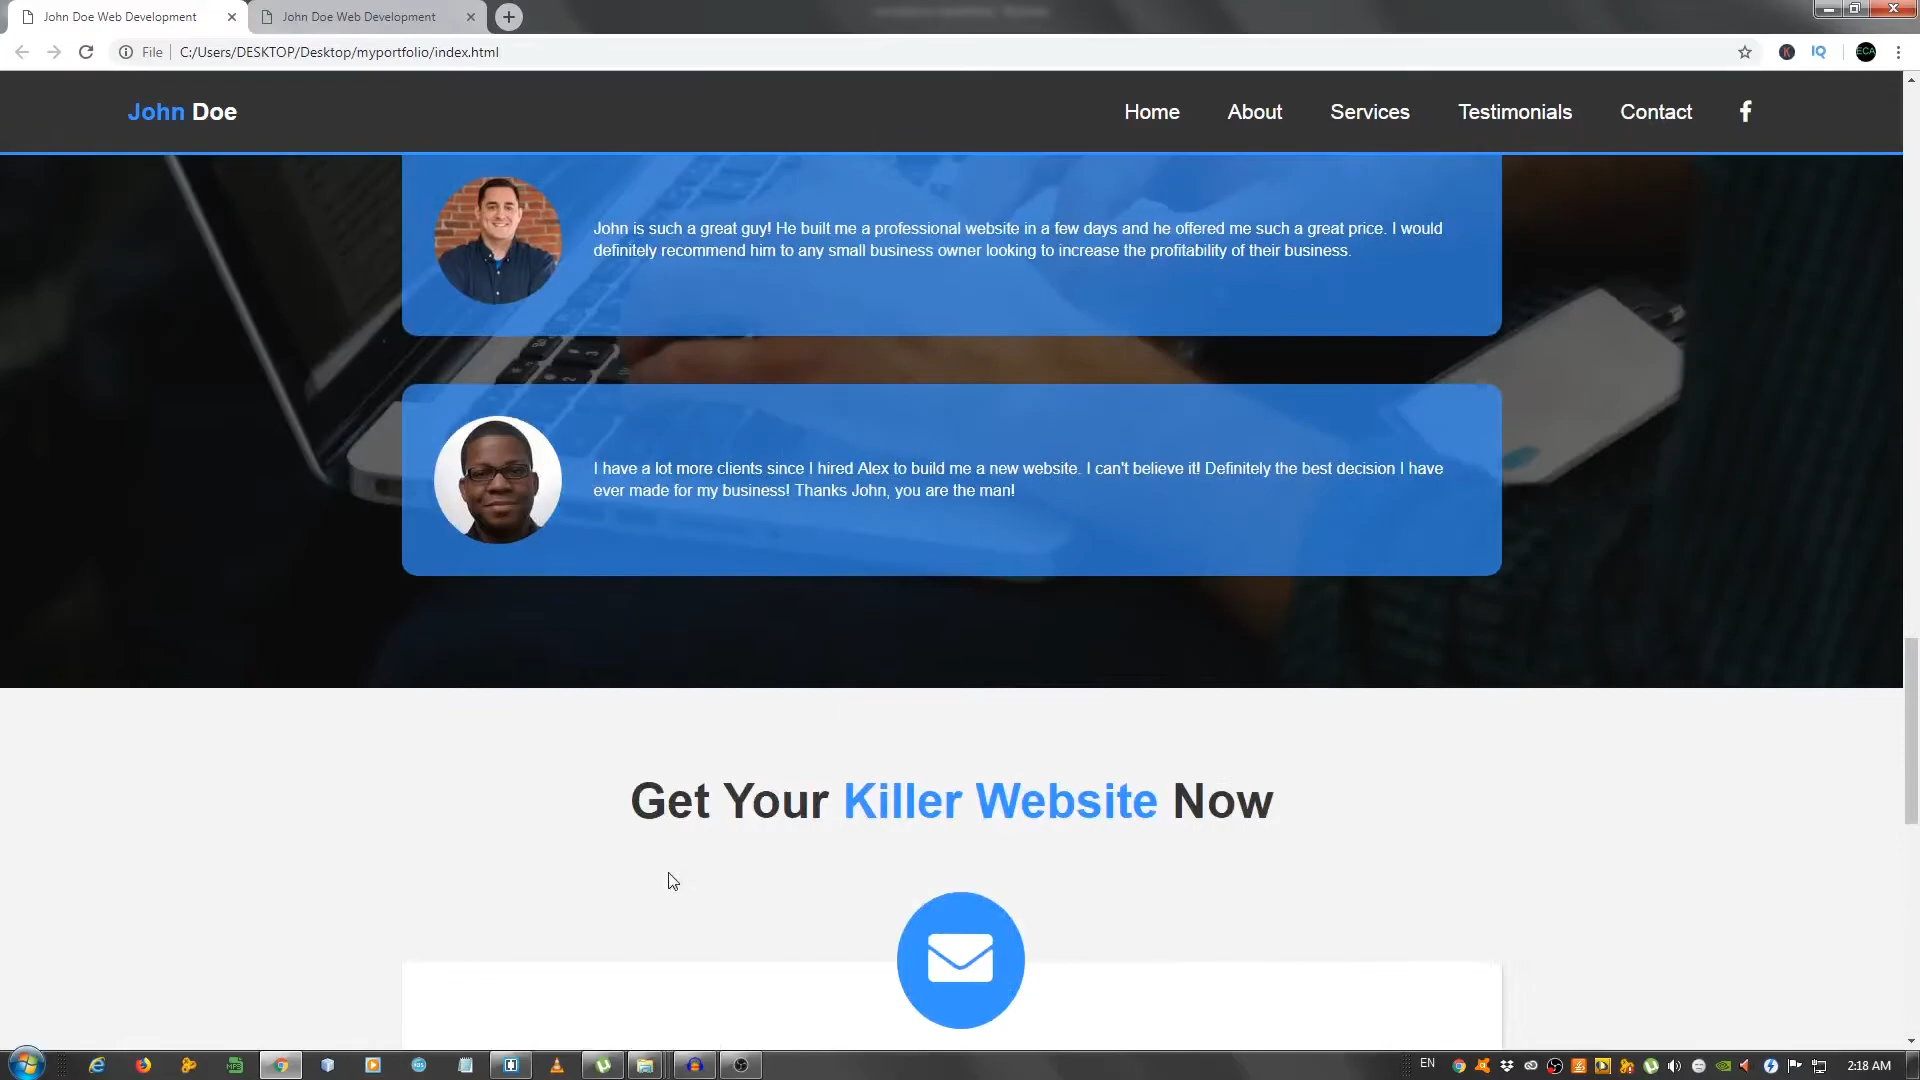 John Doe Web Development
John Doe Web Development
File
C:/Users/DESKTOP/Desktop/myportfolio/index.html
IQ
ECA
John Doe
Home
About
Services
Testimonials
Contact
John is such a great guy! He built me a professional website in a few days and he offered me such a great price. I would
definitely recommend him to any small business owner looking to increase the profitability of their business.
I have a lot more clients since I hired Alex to build me a new website. I can't believe it! Definitely the best decision I have
ever made for my business! Thanks John, you are the man!
Get Your Killer Website Now
EN
2:18 AM